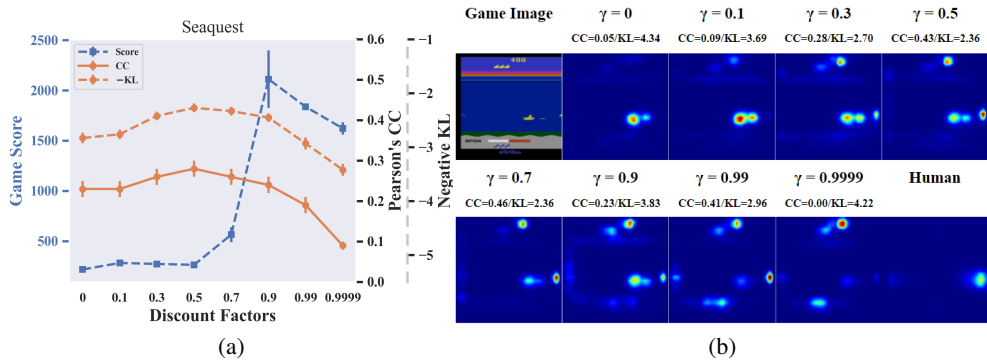 Seaquest
2500
2000
1500
1000
500
Game Score
Score
CC
−KL
0.6
0.5
0.4
0.3
0.2
0.1
0.0
Pearson's CC
−1
−2
−3
−4
−5
Negative KL
0 0.1 0.3 0.5 0.7 0.9 0.99 0.9999
Discount Factors
(a)
Game Image γ = 0 γ = 0.1 γ = 0.3 γ = 0.5
CC=0.05/KL=4.34 CC=0.09/KL=3.69 CC=0.28/KL=2.70 CC=0.43/KL=2.36
400
γ = 0.7 γ = 0.9 γ = 0.99 γ = 0.9999 Human
CC=0.46/KL=2.36 CC=0.23/KL=3.83 CC=0.41/KL=2.96 CC=0.00/KL=4.22
(b)